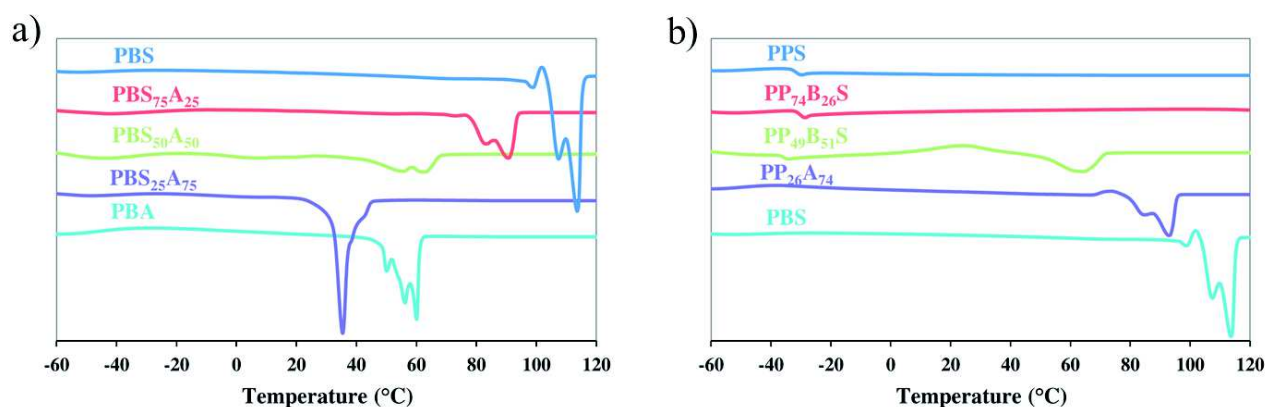 a)
PBS
PBS75A25
PBS50A50
PBS25A75
PBA
-60 -40 -20 0 20 40 60 80 100 120
Temperature (°C)
b)
PPS
PP74B26S
PP49B51S
PP26A74
PBS
-60 -40 -20 0 20 40 60 80 100 120
Temperature (°C)